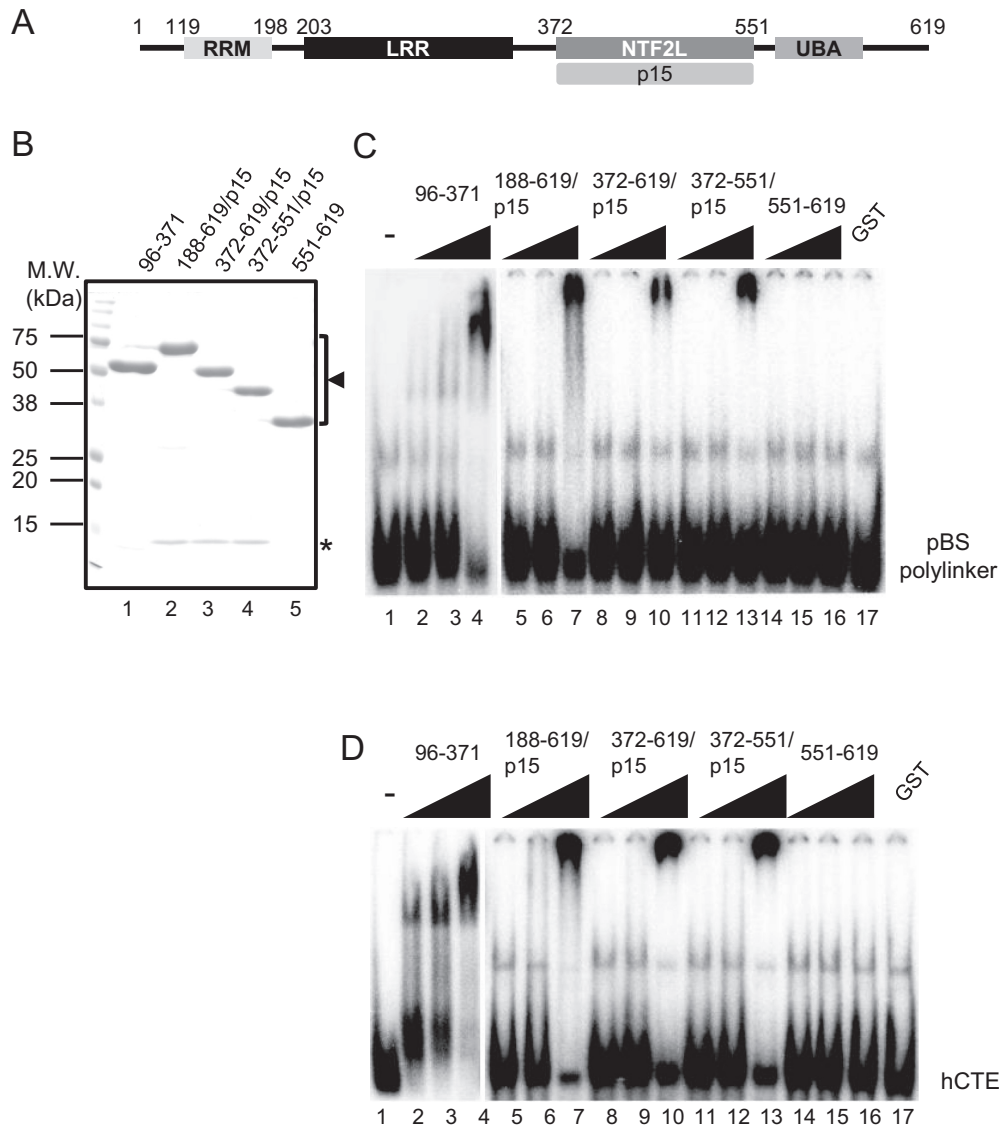 A
1 119 198 203 372 551 619
RRM LRR NTF2L UBA
p15
B
M.W.
(kDa)
96-371
188-619/p15
372-619/p15
372-551/p15
551-619
75
50
38
25
20
15
*
1 2 3 4 5
C
- 96-371 188-619/ 372-619/ 372-551/ 551-619 GST
p15 p15 p15
pBS
polylinker
1 2 3 4 5 6 7 8 9 10 11 12 13 14 15 16 17
D
- 96-371 188-619/ 372-619/ 372-551/ 551-619 GST
p15 p15 p15
hCTE
1 2 3 4 5 6 7 8 9 10 11 12 13 14 15 16 17